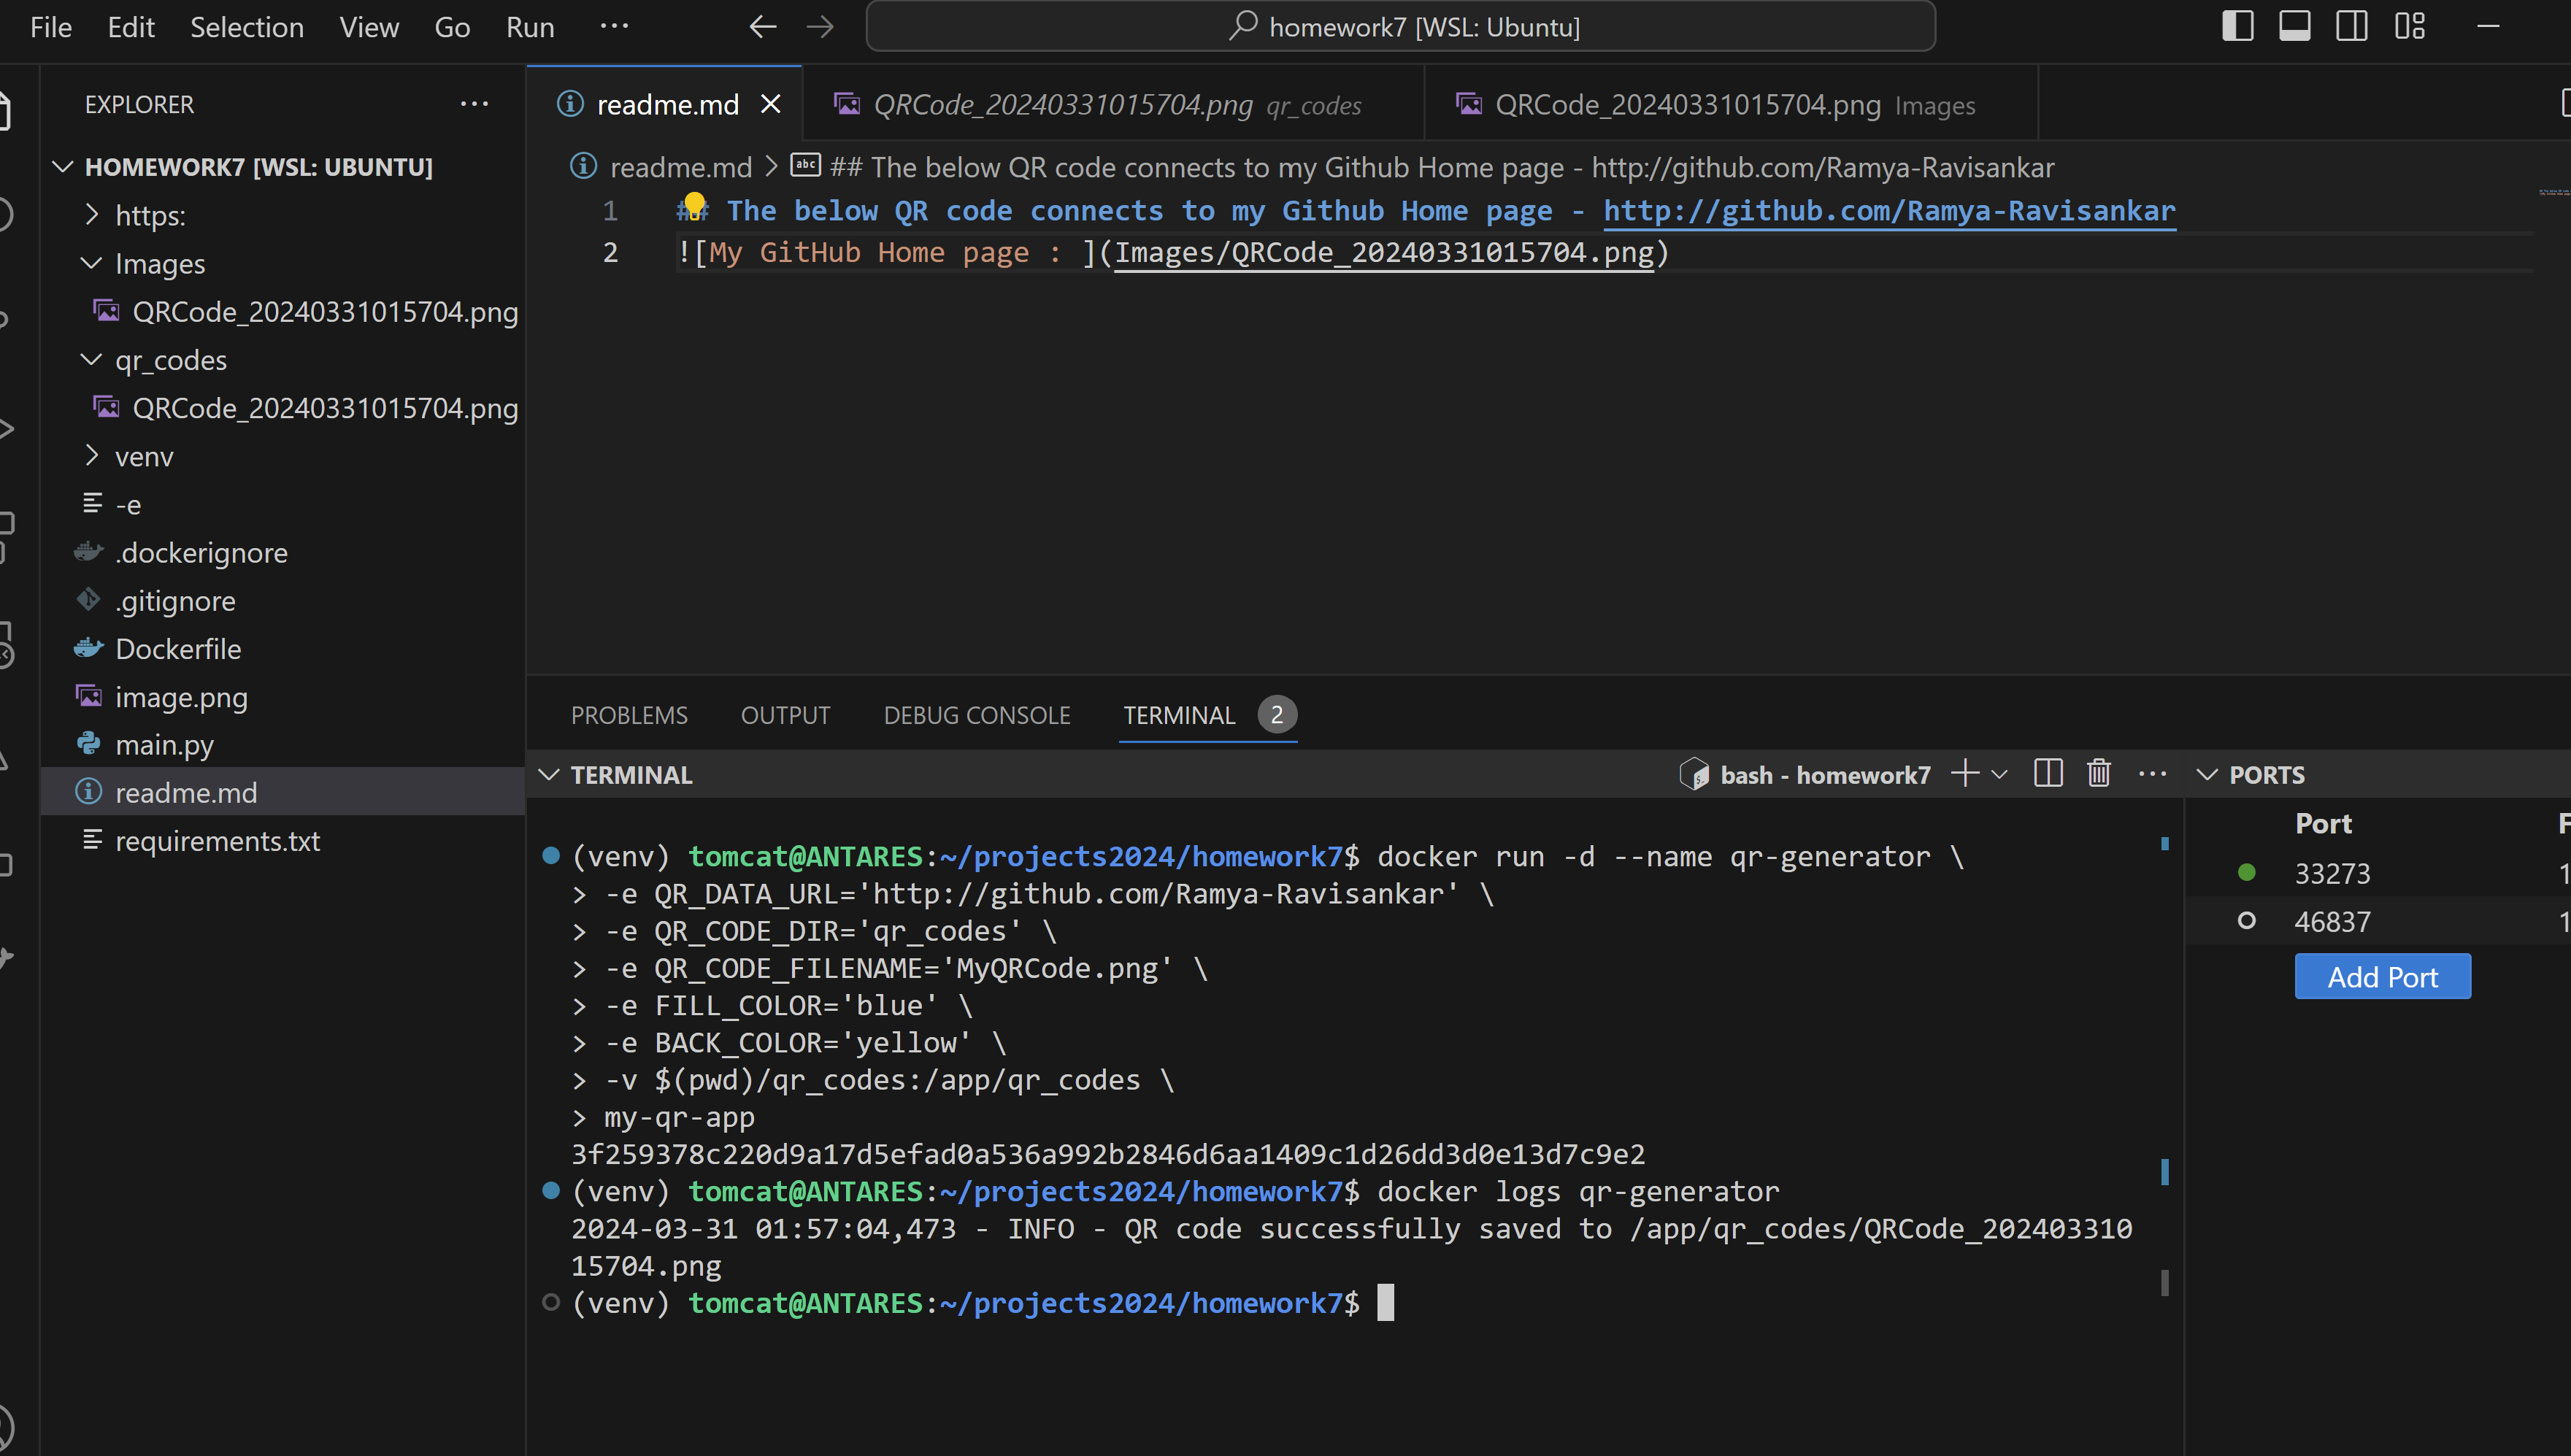 File Edit Selection View Go Run ··· homework7 [WSL: Ubuntu]
EXPLORER ···
HOMEWORK7 [WSL: UBUNTU]
https:
Images
QRCode_20240331015704.png
qr_codes
QRCode_20240331015704.png
venv
-e
.dockerignore
.gitignore
Dockerfile
image.png
main.py
readme.md
requirements.txt
readme.md QRCode_20240331015704.png qr_codes QRCode_20240331015704.png Images
readme.md > ## The below QR code connects to my Github Home page - http://github.com/Ramya-Ravisankar
1 ## The below QR code connects to my Github Home page - http://github.com/Ramya-Ravisankar
2 ![My GitHub Home page : ](Images/QRCode_20240331015704.png)
PROBLEMS OUTPUT DEBUG CONSOLE TERMINAL 2
TERMINAL bash - homework7 ···
(venv) tomcat@ANTARES:~/projects2024/homework7$ docker run -d --name qr-generator \
> -e QR_DATA_URL='http://github.com/Ramya-Ravisankar' \
> -e QR_CODE_DIR='qr_codes' \
> -e QR_CODE_FILENAME='MyQRCode.png' \
> -e FILL_COLOR='blue' \
> -e BACK_COLOR='yellow' \
> -v $(pwd)/qr_codes:/app/qr_codes \
> my-qr-app
3f259378c220d9a17d5efad0a536a992b2846d6aa1409c1d26dd3d0e13d7c9e2
(venv) tomcat@ANTARES:~/projects2024/homework7$ docker logs qr-generator
2024-03-31 01:57:04,473 - INFO - QR code successfully saved to /app/qr_codes/QRCode_202403310
15704.png
(venv) tomcat@ANTARES:~/projects2024/homework7$
PORTS
Port F
33273 1
46837 1
Add Port